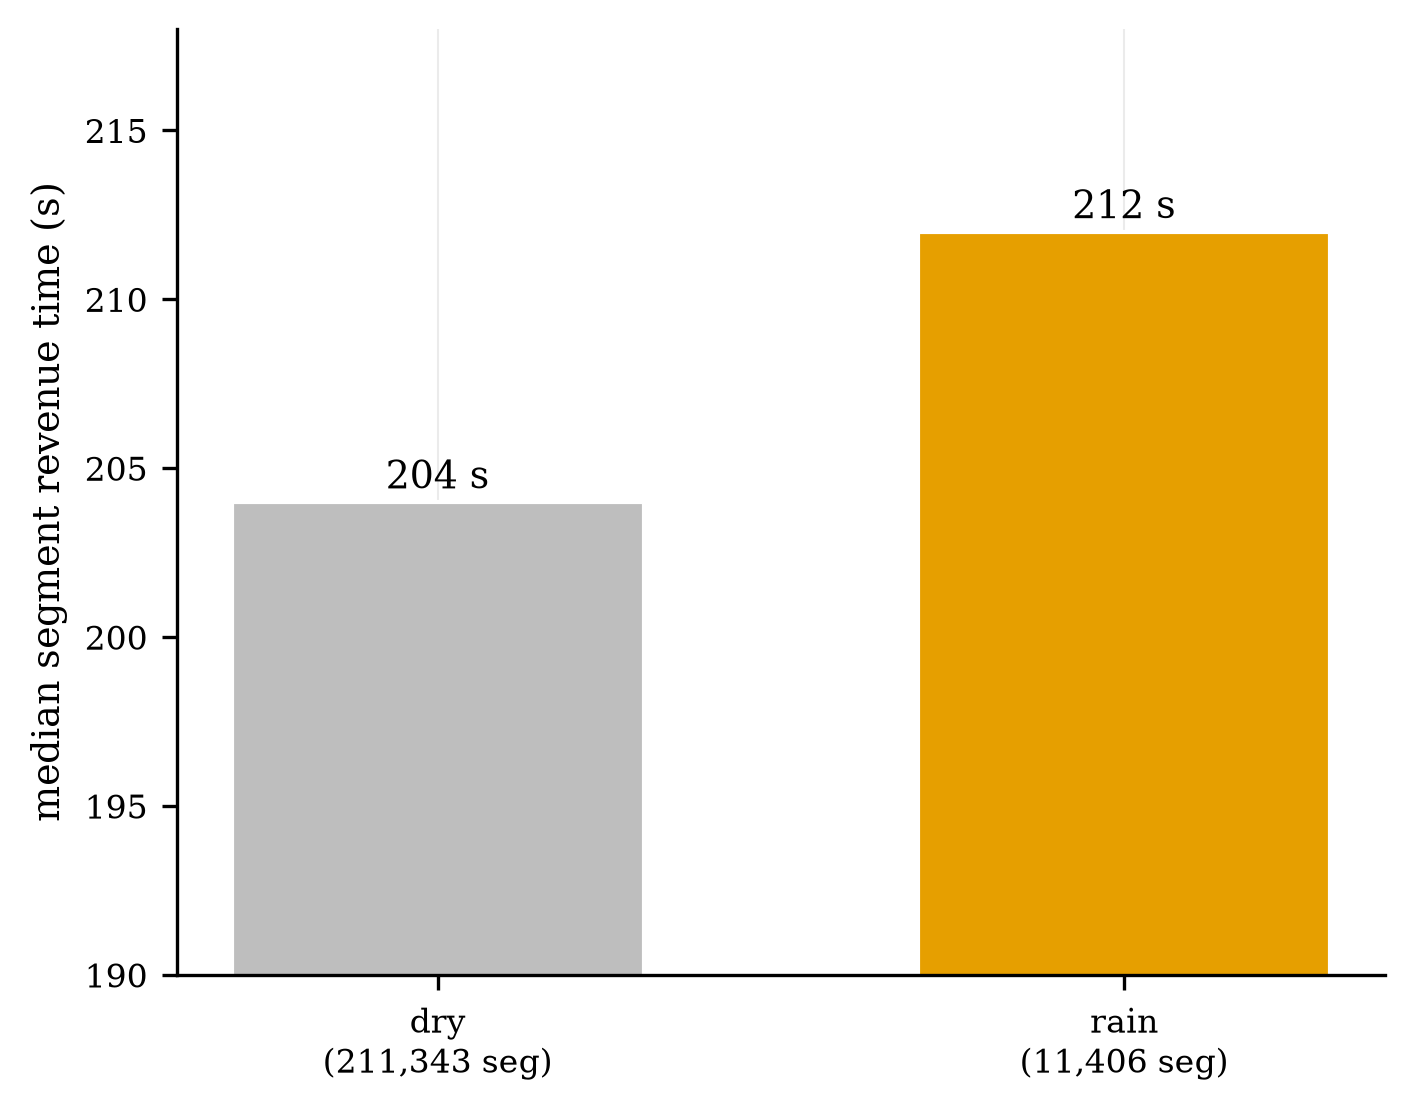 median segment revenue time (s)
215
210
205
200
195
190
204 s
212 s
dry
(211,343 seg)
rain
(11,406 seg)